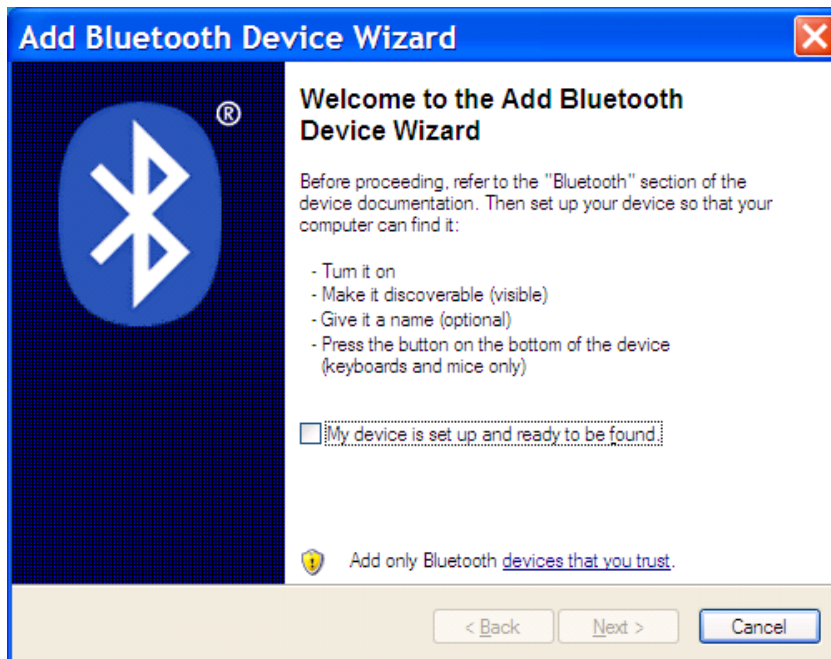 Add Bluetooth Device Wizard
®
Welcome to the Add Bluetooth
Device Wizard
Before proceeding, refer to the "Bluetooth" section of the
device documentation. Then set up your device so that your
computer can find it:
- Turn it on
- Make it discoverable (visible)
- Give it a name (optional)
- Press the button on the bottom of the device
(keyboards and mice only)
My device is set up and ready to be found.
Add only Bluetooth devices that you trust.
< Back Next > Cancel